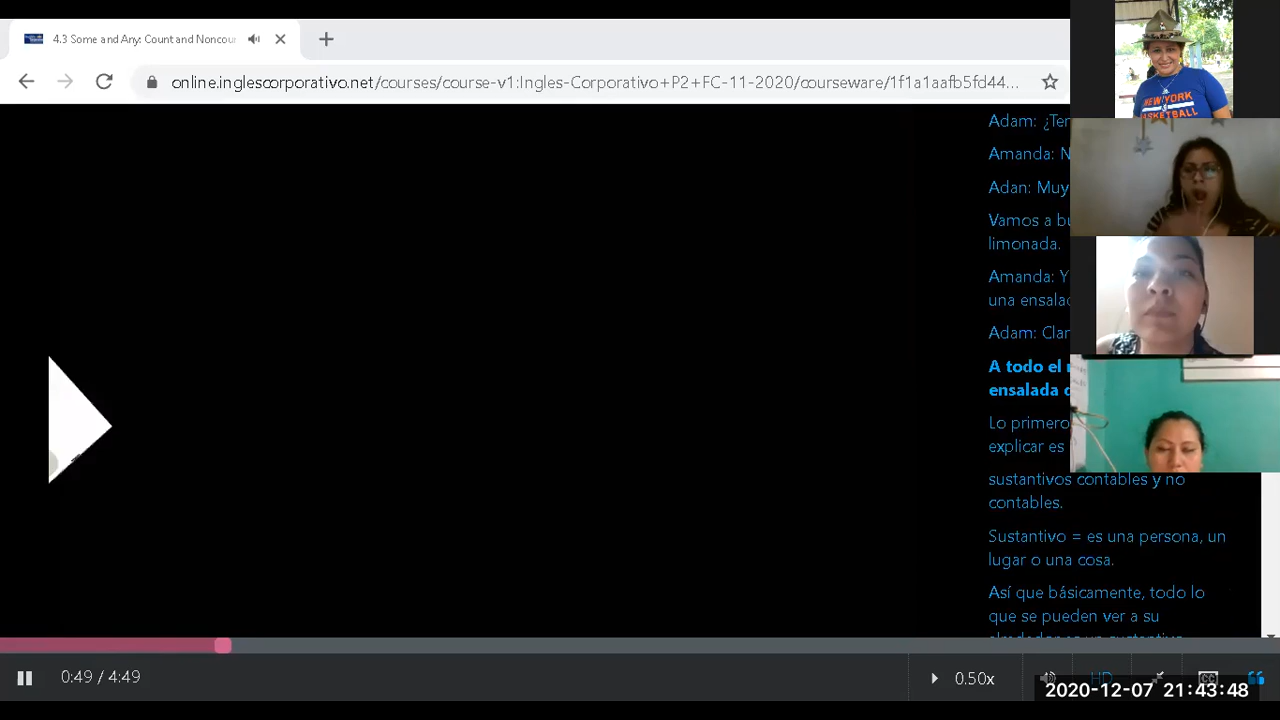 4.3 Some and Any: Count and Noncour
online.inglescorporativo.net/courses/course-v1:Ingles-Corporativo+P2+FC-11-2020/courseware/1f1a1aafb5fd44...
Adam: ¿Ten
Amanda: N
Adan: Muy
Vamos a bu
limonada.
Amanda: Y
una ensala
Adam: Clar
A todo el
ensalada
Lo primero
explicar es
sustantivos contables y no
contables.
Sustantivo = es una persona, un
lugar o una cosa.
Así que básicamente, todo lo
que se pueden ver a su
NEW YORK
BASKETBALL
0:49 / 4:49
0.50x
HD
CC
2020-12-07 21:43:48